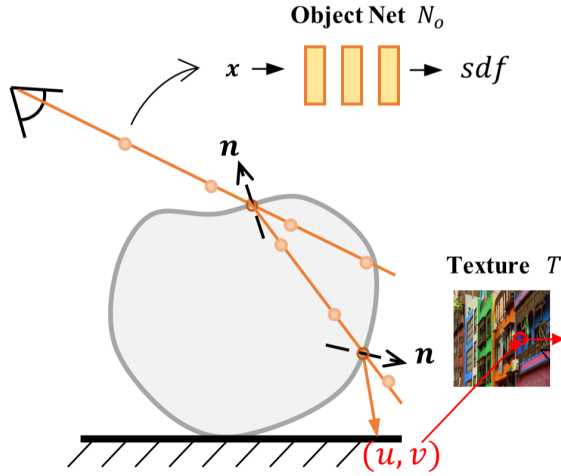 Object Net N_o
x → → sdf
n
Texture T
n
(u, v)